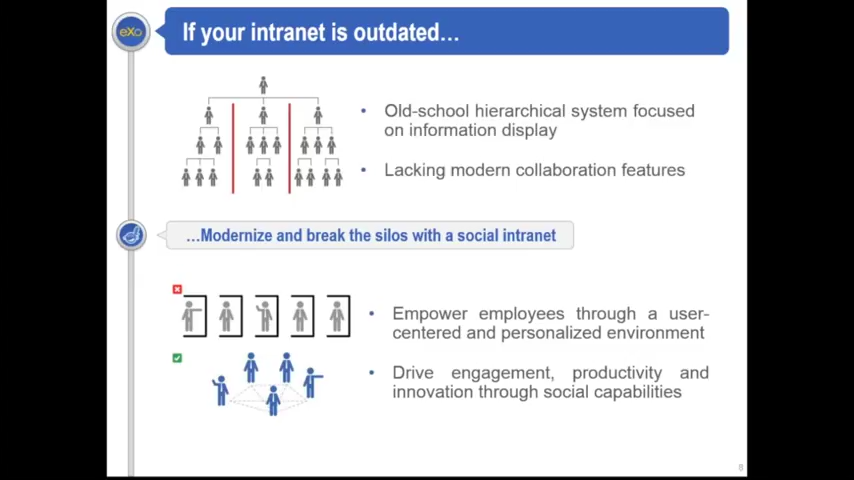 eXo
If your intranet is outdated…
• Old-school hierarchical system focused
on information display
• Lacking modern collaboration features
…Modernize and break the silos with a social intranet
• Empower employees through a user-
centered and personalized environment
• Drive engagement, productivity and
innovation through social capabilities
8